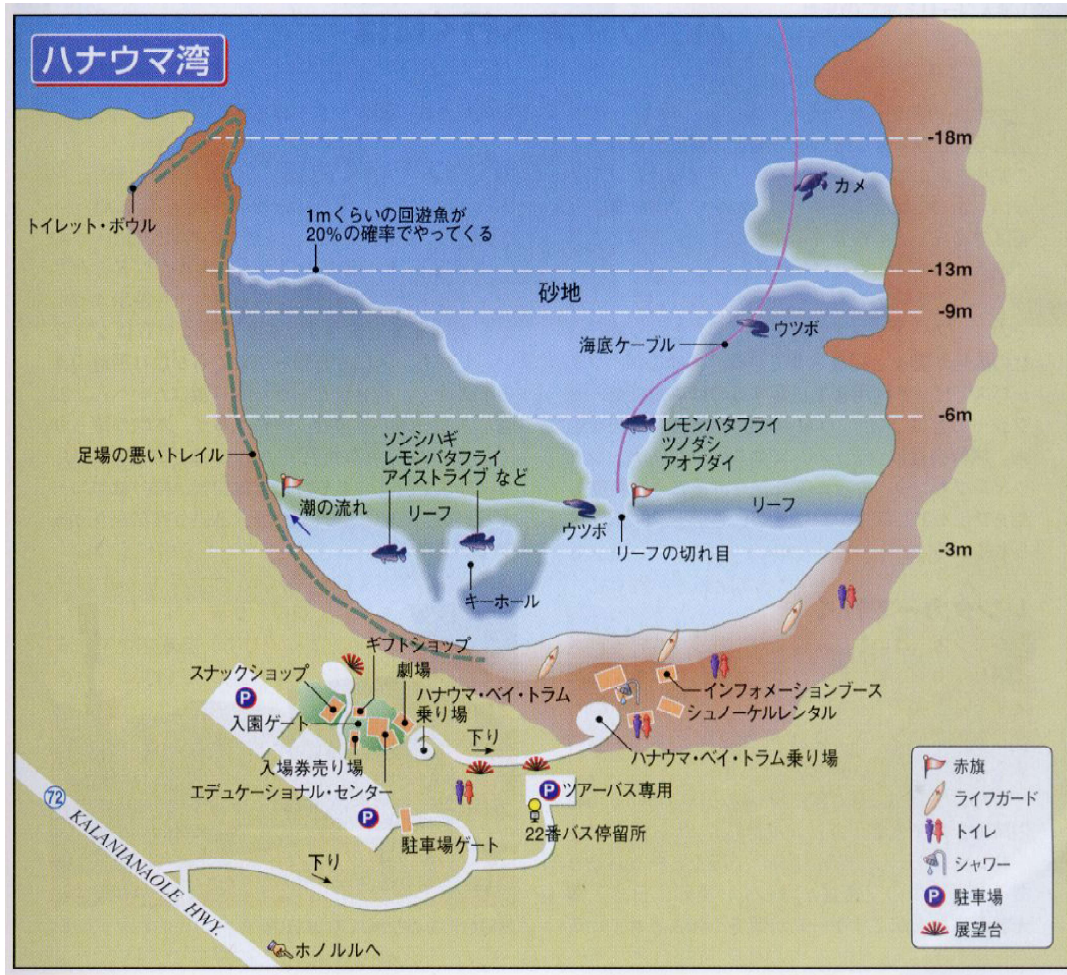 ハナウマ湾
-18m
カメ
トイレット・ボウル
1mくらいの回遊魚が
20%の確率でやってくる
-13m
砂地
-9m
ウツボ
海底ケーブル
-6m
レモンバタフライ
ツノダシ
アオブダイ
ソンシハギ
レモンバタフライ
アイストライプ など
足場の悪いトレイル
潮の流れ
リーフ
ウツボ
リーフ
リーフの切れ目
-3m
キーホール
ギフトショップ
スナックショップ
劇場
ハナウマ・ベイ・トラム
乗り場
インフォメーションブース
シュノーケルレンタル
入園ゲート
P
下り
ハナウマ・ベイ・トラム乗り場
入場券売り場
エデュケーショナル・センター
P
ツアーバス専用
P
22番バス停留所
駐車場ゲート
下り
72
KALANIANAOLE HWY.
ホノルルへ
赤旗
ライフガード
トイレ
シャワー
P
駐車場
展望台